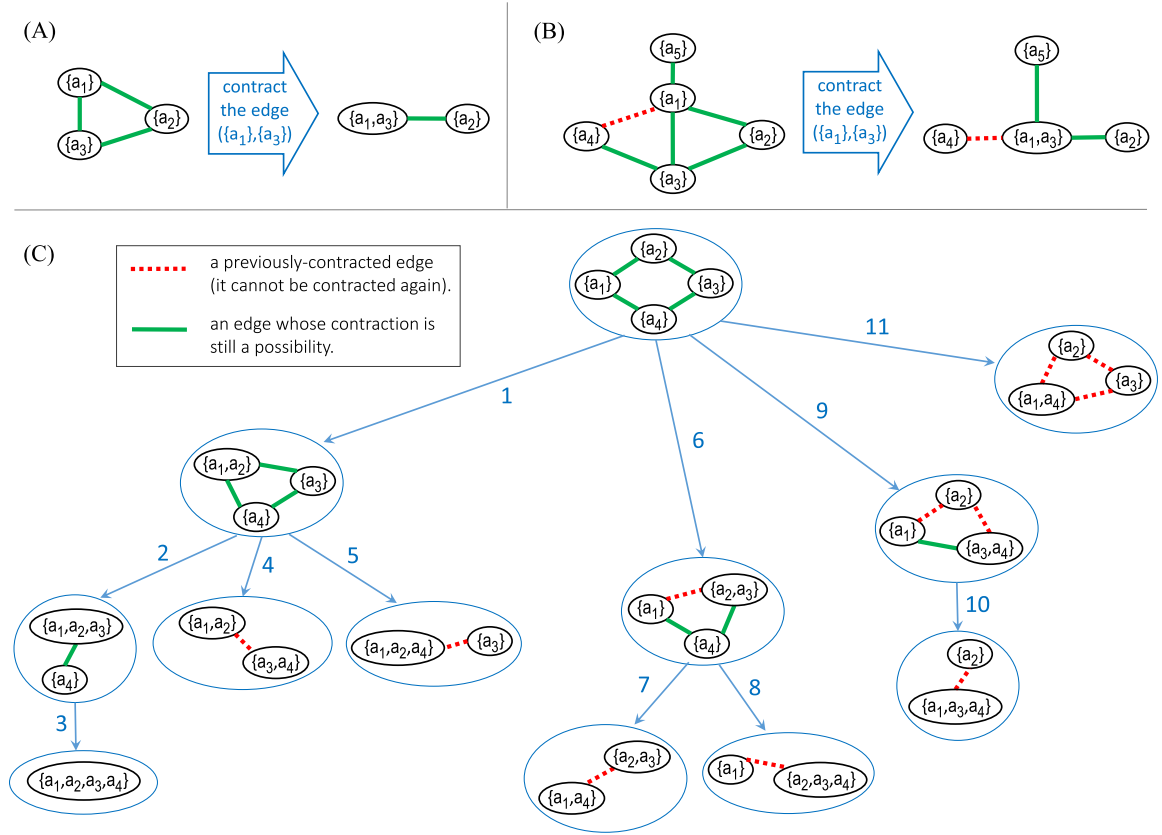 (A)
{a1}
{a2}
{a3}
contract
the edge
({a1},{a3})
{a1,a3}
{a2}
(B)
{a5}
{a1}
{a4}
{a2}
{a3}
contract
the edge
({a1},{a3})
{a5}
{a4}
{a1,a3}
{a2}
(C)
a previously-contracted edge
(it cannot be contracted again).
an edge whose contraction is
still a possibility.
{a2}
{a1}
{a3}
{a4}
11
{a2}
{a3}
{a1,a4}
1
6
9
{a1,a2}
{a3}
{a4}
{a2}
{a1}
{a3,a4}
2
4
5
10
{a1,a2,a3}
{a4}
{a1,a2}
{a3,a4}
{a1,a2,a4}
{a3}
{a1}
{a2,a3}
{a4}
{a2}
{a1,a3,a4}
3
7
8
{a1,a2,a3,a4}
{a2,a3}
{a1,a4}
{a1}
{a2,a3,a4}